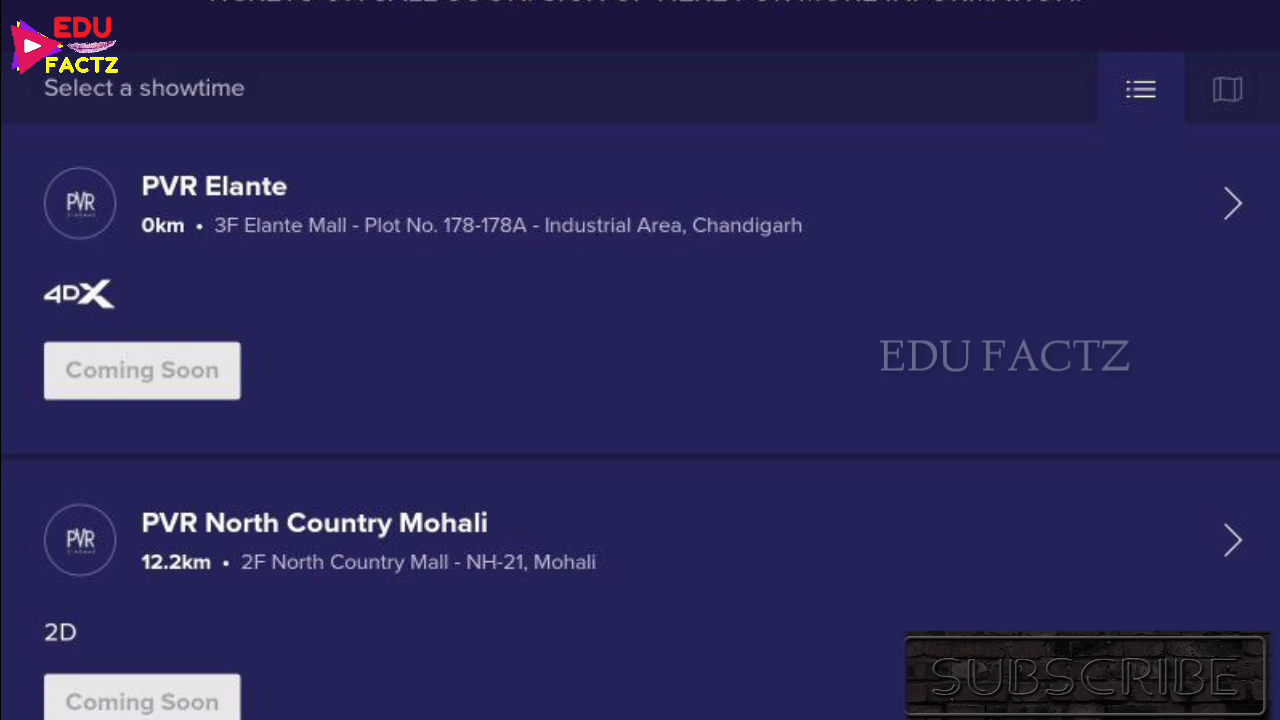 EDU
FACTZ
Select a showtime
PVR Elante
PVR
0km • 3F Elante Mall - Plot No. 178-178A - Industrial Area, Chandigarh
4DX
EDU FACTZ
Coming Soon
PVR North Country Mohali
PVR
12.2km • 2F North Country Mall - NH-21, Mohali
2D
SUBSCRIBE
Coming Soon